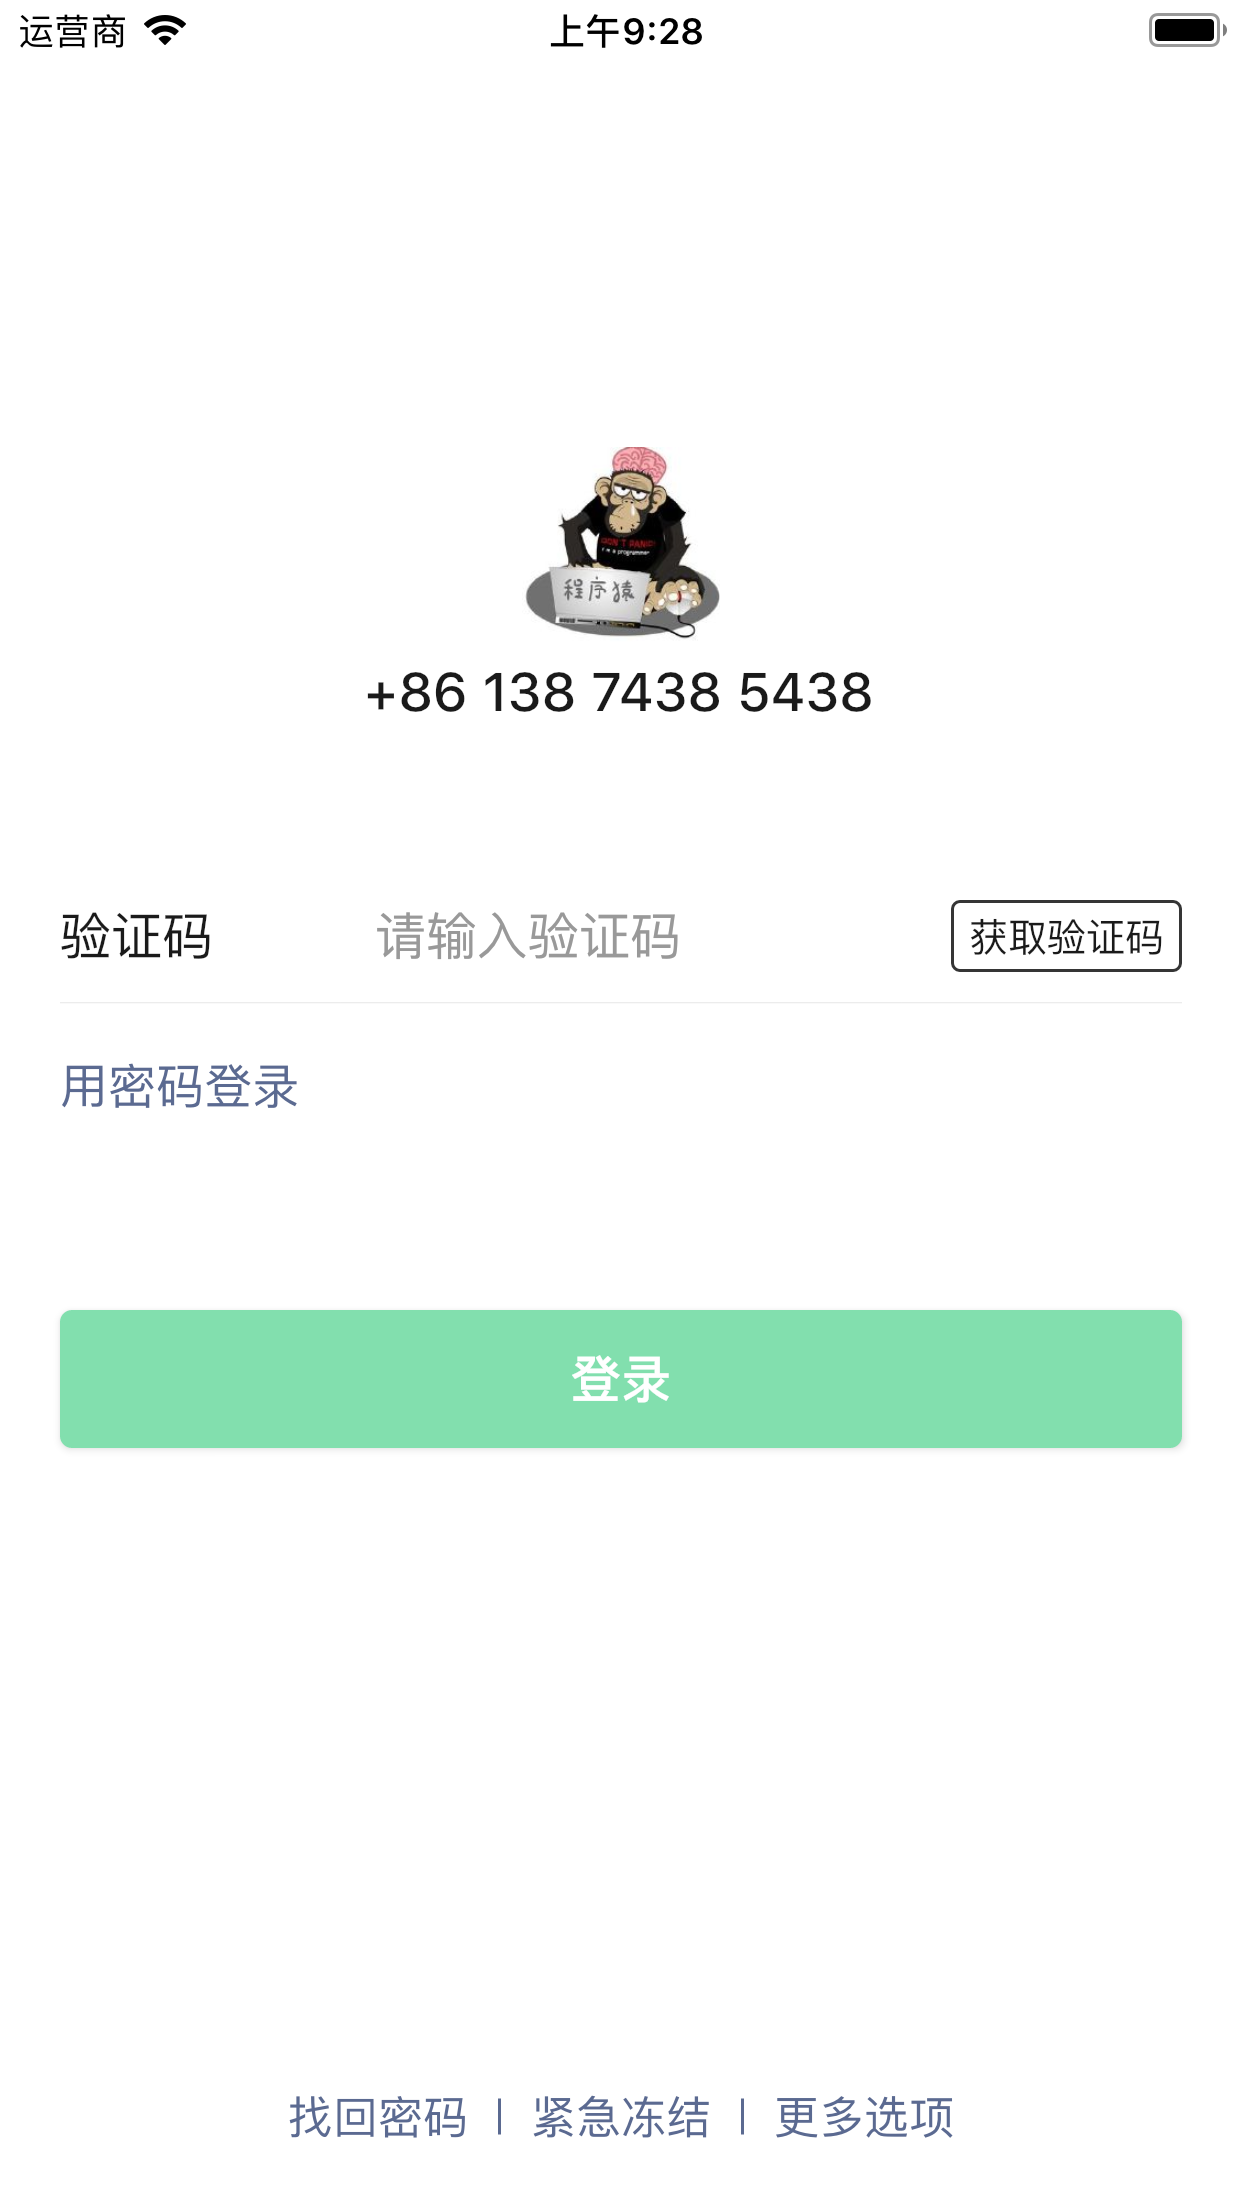 运营商 上午9:28
DON'T PANIC
I'm a programmer
程序猿
+86 138 7438 5438
验证码 请输入验证码 获取验证码
用密码登录
登录
找回密码 | 紧急冻结 | 更多选项